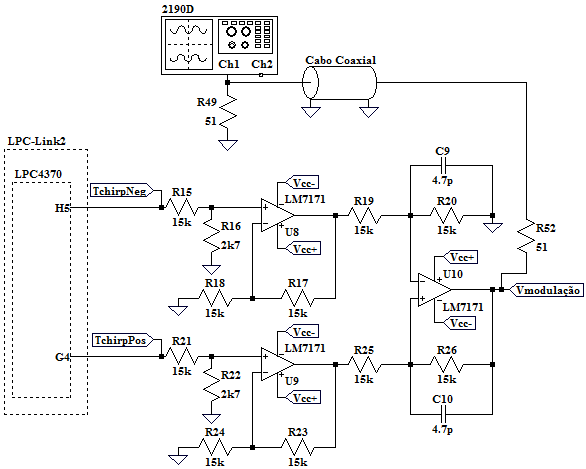 2190D
Ch1 Ch2
Cabo Coaxial
R49
51
LPC-Link2
LPC4370
C9
4.7p
H5
TchirpNeg
R15
15k
R16
2k7
Vcc-
LM7171
U8
Vcc+
R19
15k
R20
15k
R52
51
R18
15k
R17
15k
Vcc+
U10
LM7171
Vcc-
Vmodulação
G4
TchirpPos
R21
15k
R22
2k7
Vcc-
LM7171
U9
Vcc+
R25
15k
R26
15k
C10
4.7p
R24
15k
R23
15k